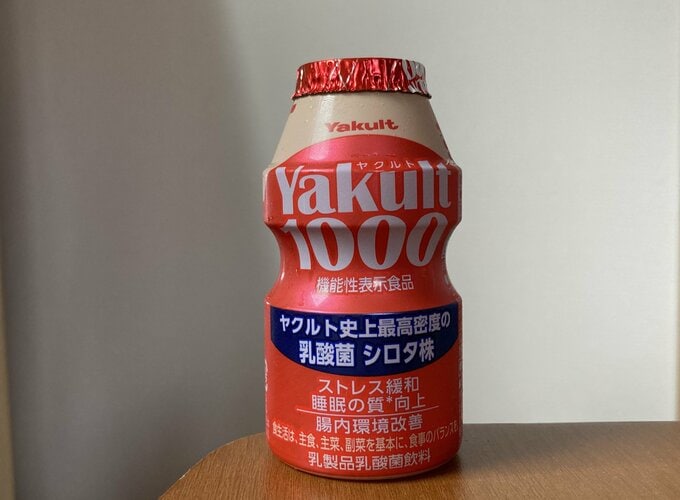 Yakult
ヤクルト
Yakult
1000
機能性表示食品
ヤクルト史上最高密度の
乳酸菌 シロタ株
ストレス緩和
睡眠の質*向上
腸内環境改善
食生活は、主食、主菜、副菜を基本に、食事のバランスを
乳製品乳酸菌飲料